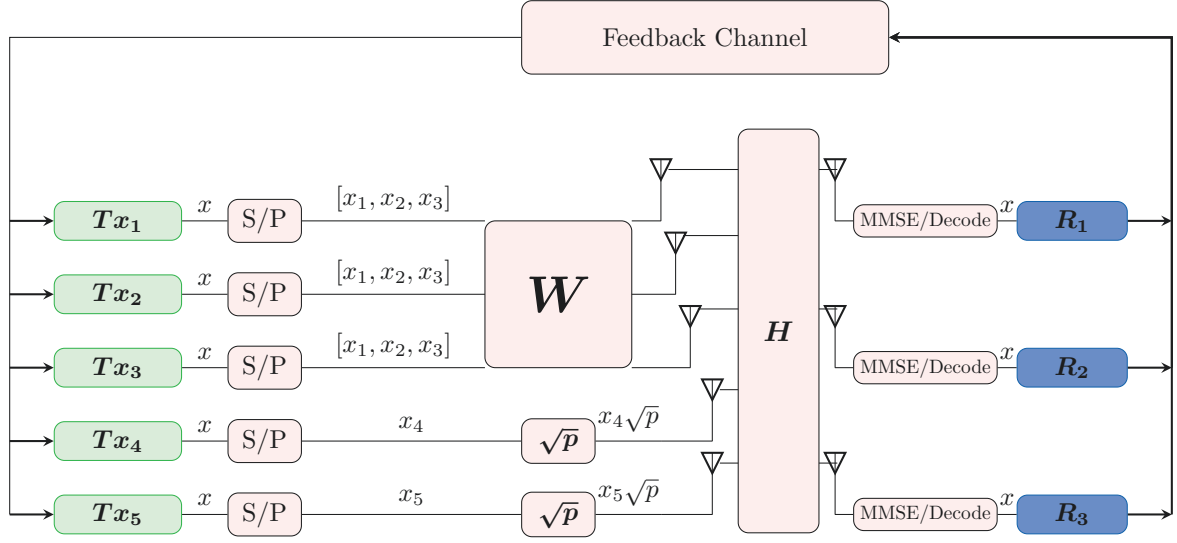 Feedback Channel
[x₁, x₂, x₃]
Tx₁ x S/P MMSE/Decode x R₁
[x₁, x₂, x₃]
Tx₂ x S/P W
[x₁, x₂, x₃] H
Tx₃ x S/P MMSE/Decode x R₂
x₄ x₄√p
Tx₄ x S/P √p
x₅ x₅√p
Tx₅ x S/P √p MMSE/Decode x R₃